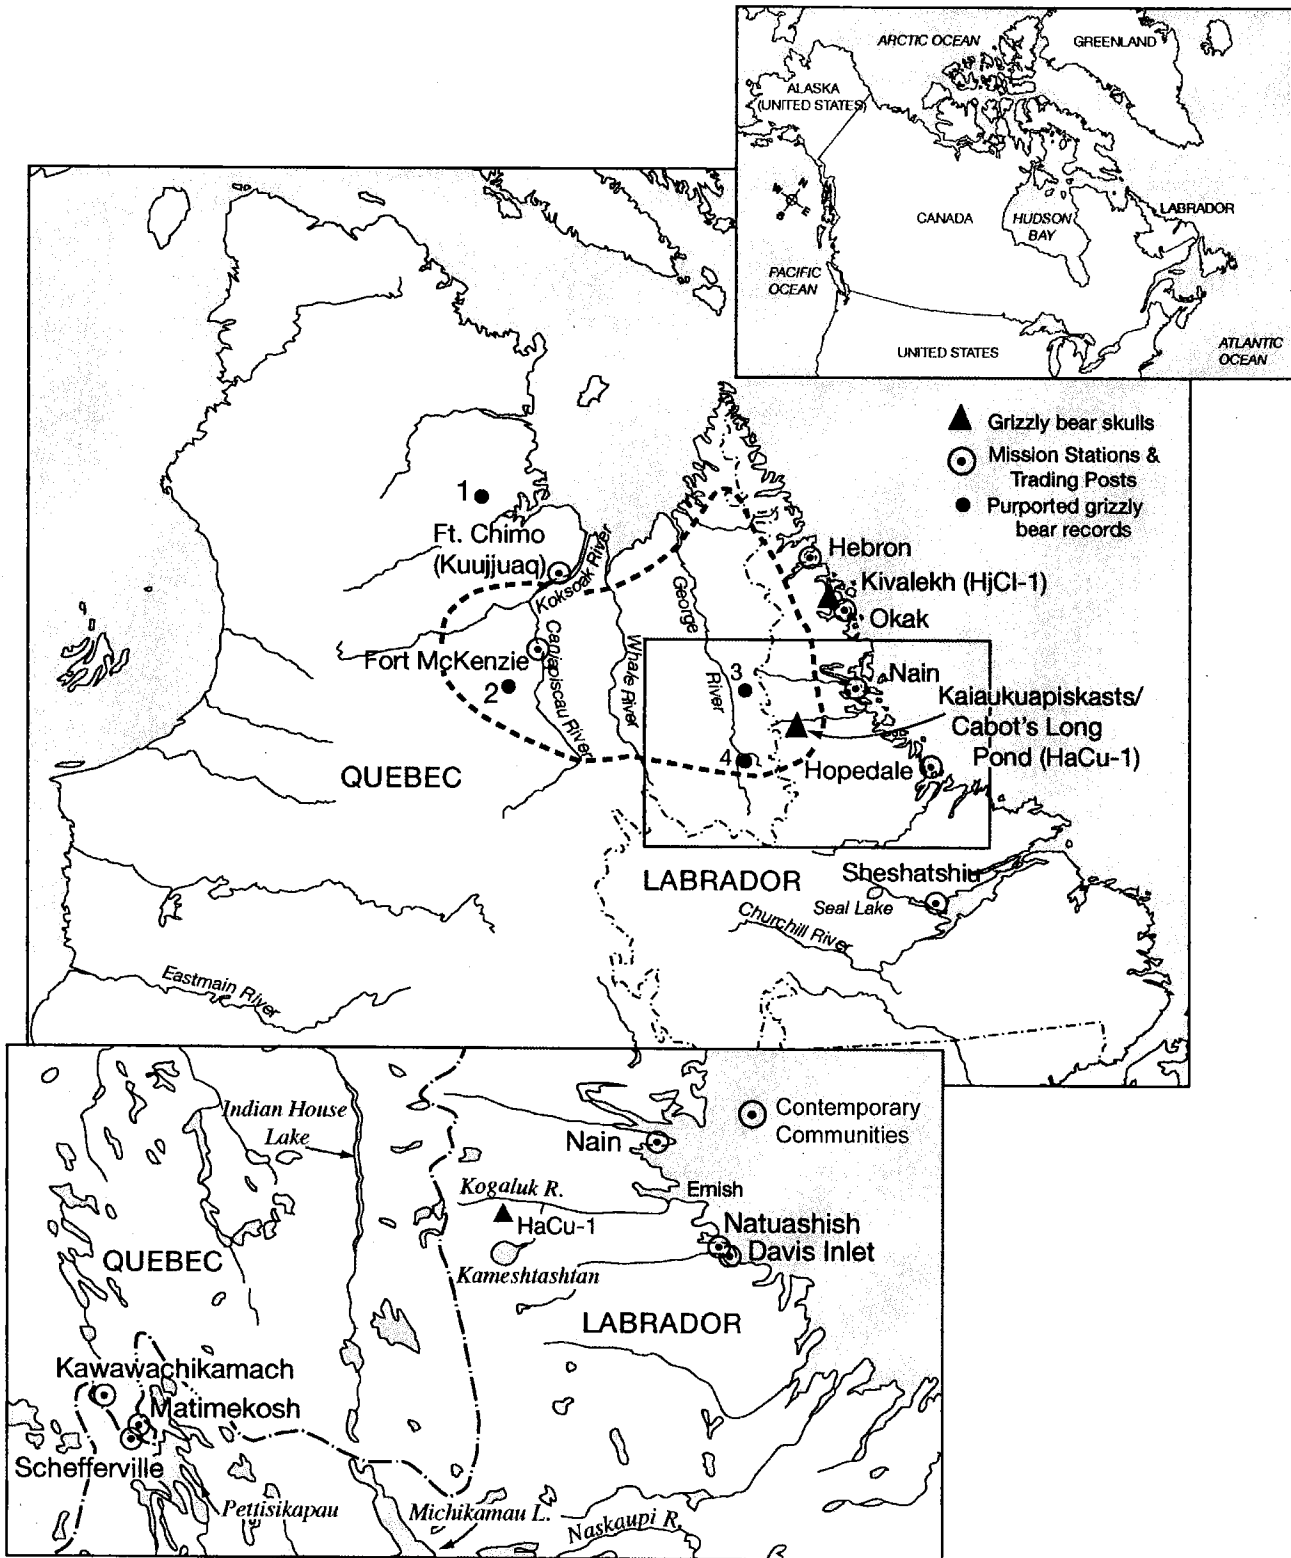 ARCTIC OCEAN
GREENLAND
ALASKA
(UNITED STATES)
N
W
E
S
CANADA
HUDSON
BAY
LABRADOR
PACIFIC
OCEAN
UNITED STATES
ATLANTIC
OCEAN
Grizzly bear skulls
Mission Stations &
Trading Posts
Purported grizzly
bear records
1
Ft. Chimo
(Kuujjuaq)
Koksoak River
Hebron
Kivalekh (HjCl-1)
Okak
George
River
Whale River
Caniapiscau River
Fort McKenzie
2
3
Nain
Kaiaukuapiskasts/
Cabot's Long
Pond (HaCu-1)
4
Hopedale
QUEBEC
LABRADOR
Sheshatshiu
Seal Lake
Churchill River
Eastmain River
Indian House
Lake
Contemporary
Communities
Nain
Kogaluk R.
Emish
HaCu-1
Natuashish
Davis Inlet
QUEBEC
Kameshtashtan
LABRADOR
Kawawachikamach
Matimekosh
Schefferville
Pettisikapau
Michikamau L.
Naskaupi R.